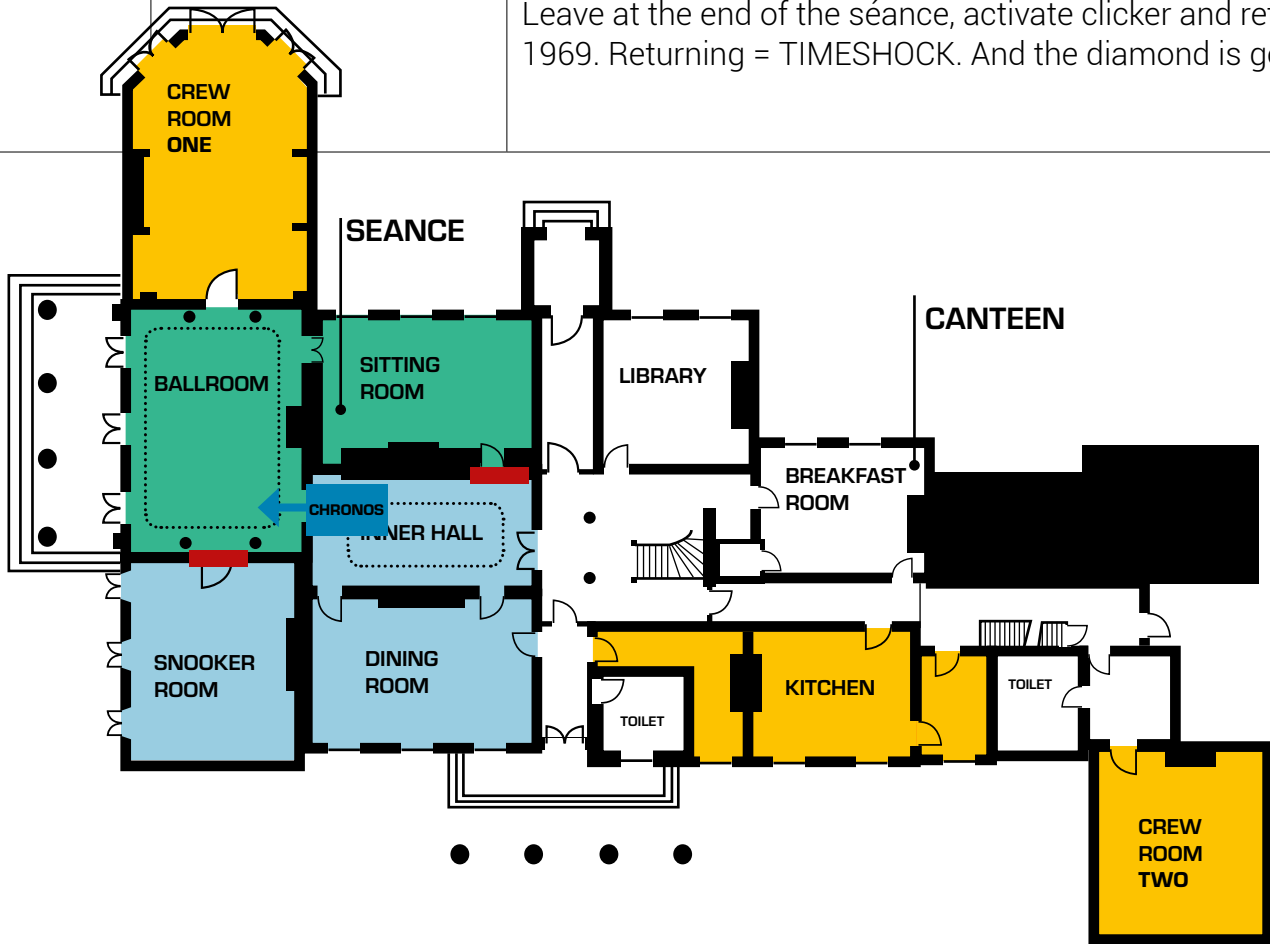 Leave at the end of the séance, activate clicker and ret
1969. Returning = TIMESHOCK. And the diamond is g
CREW
ROOM
ONE
SEANCE
CANTEEN
BALLROOM
SITTING
ROOM
LIBRARY
BREAKFAST
ROOM
CHRONOS
INNER HALL
SNOOKER
ROOM
DINING
ROOM
TOILET
KITCHEN
TOILET
CREW
ROOM
TWO